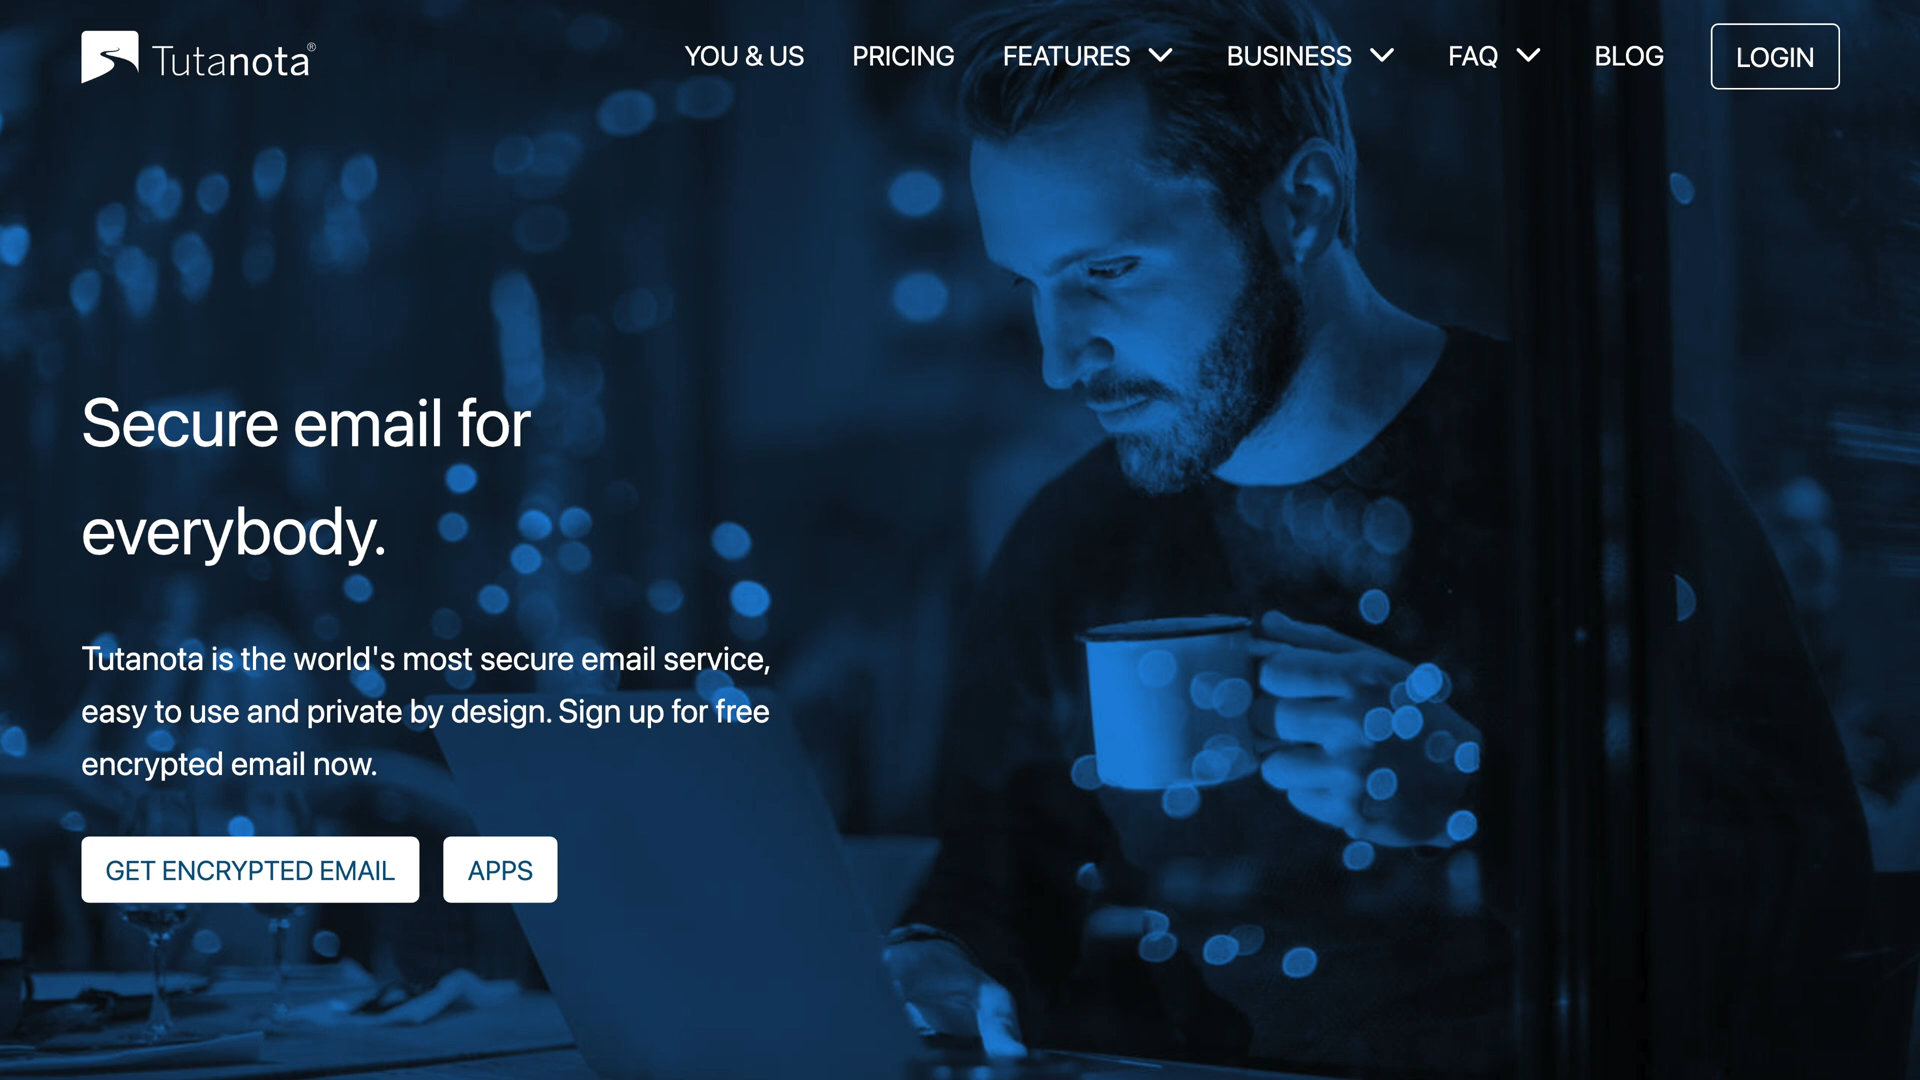 Tutanota®
YOU & US
PRICING
FEATURES
BUSINESS
FAQ
BLOG
LOGIN
Secure email for
everybody.
Tutanota is the world's most secure email service,
easy to use and private by design. Sign up for free
encrypted email now.
GET ENCRYPTED EMAIL
APPS